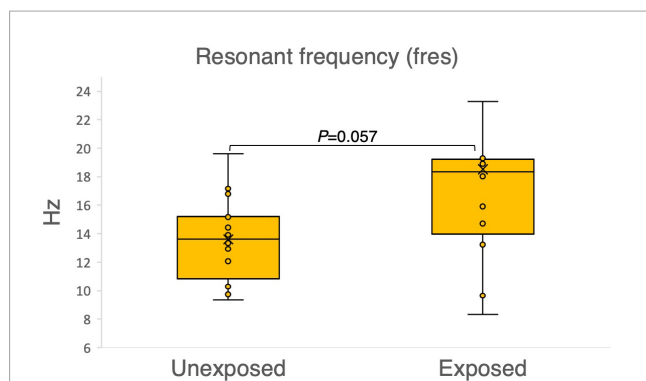 Resonant frequency (fres)
24
22
20
18
16
14
12
10
8
6
Hz
P=0.057
Unexposed Exposed